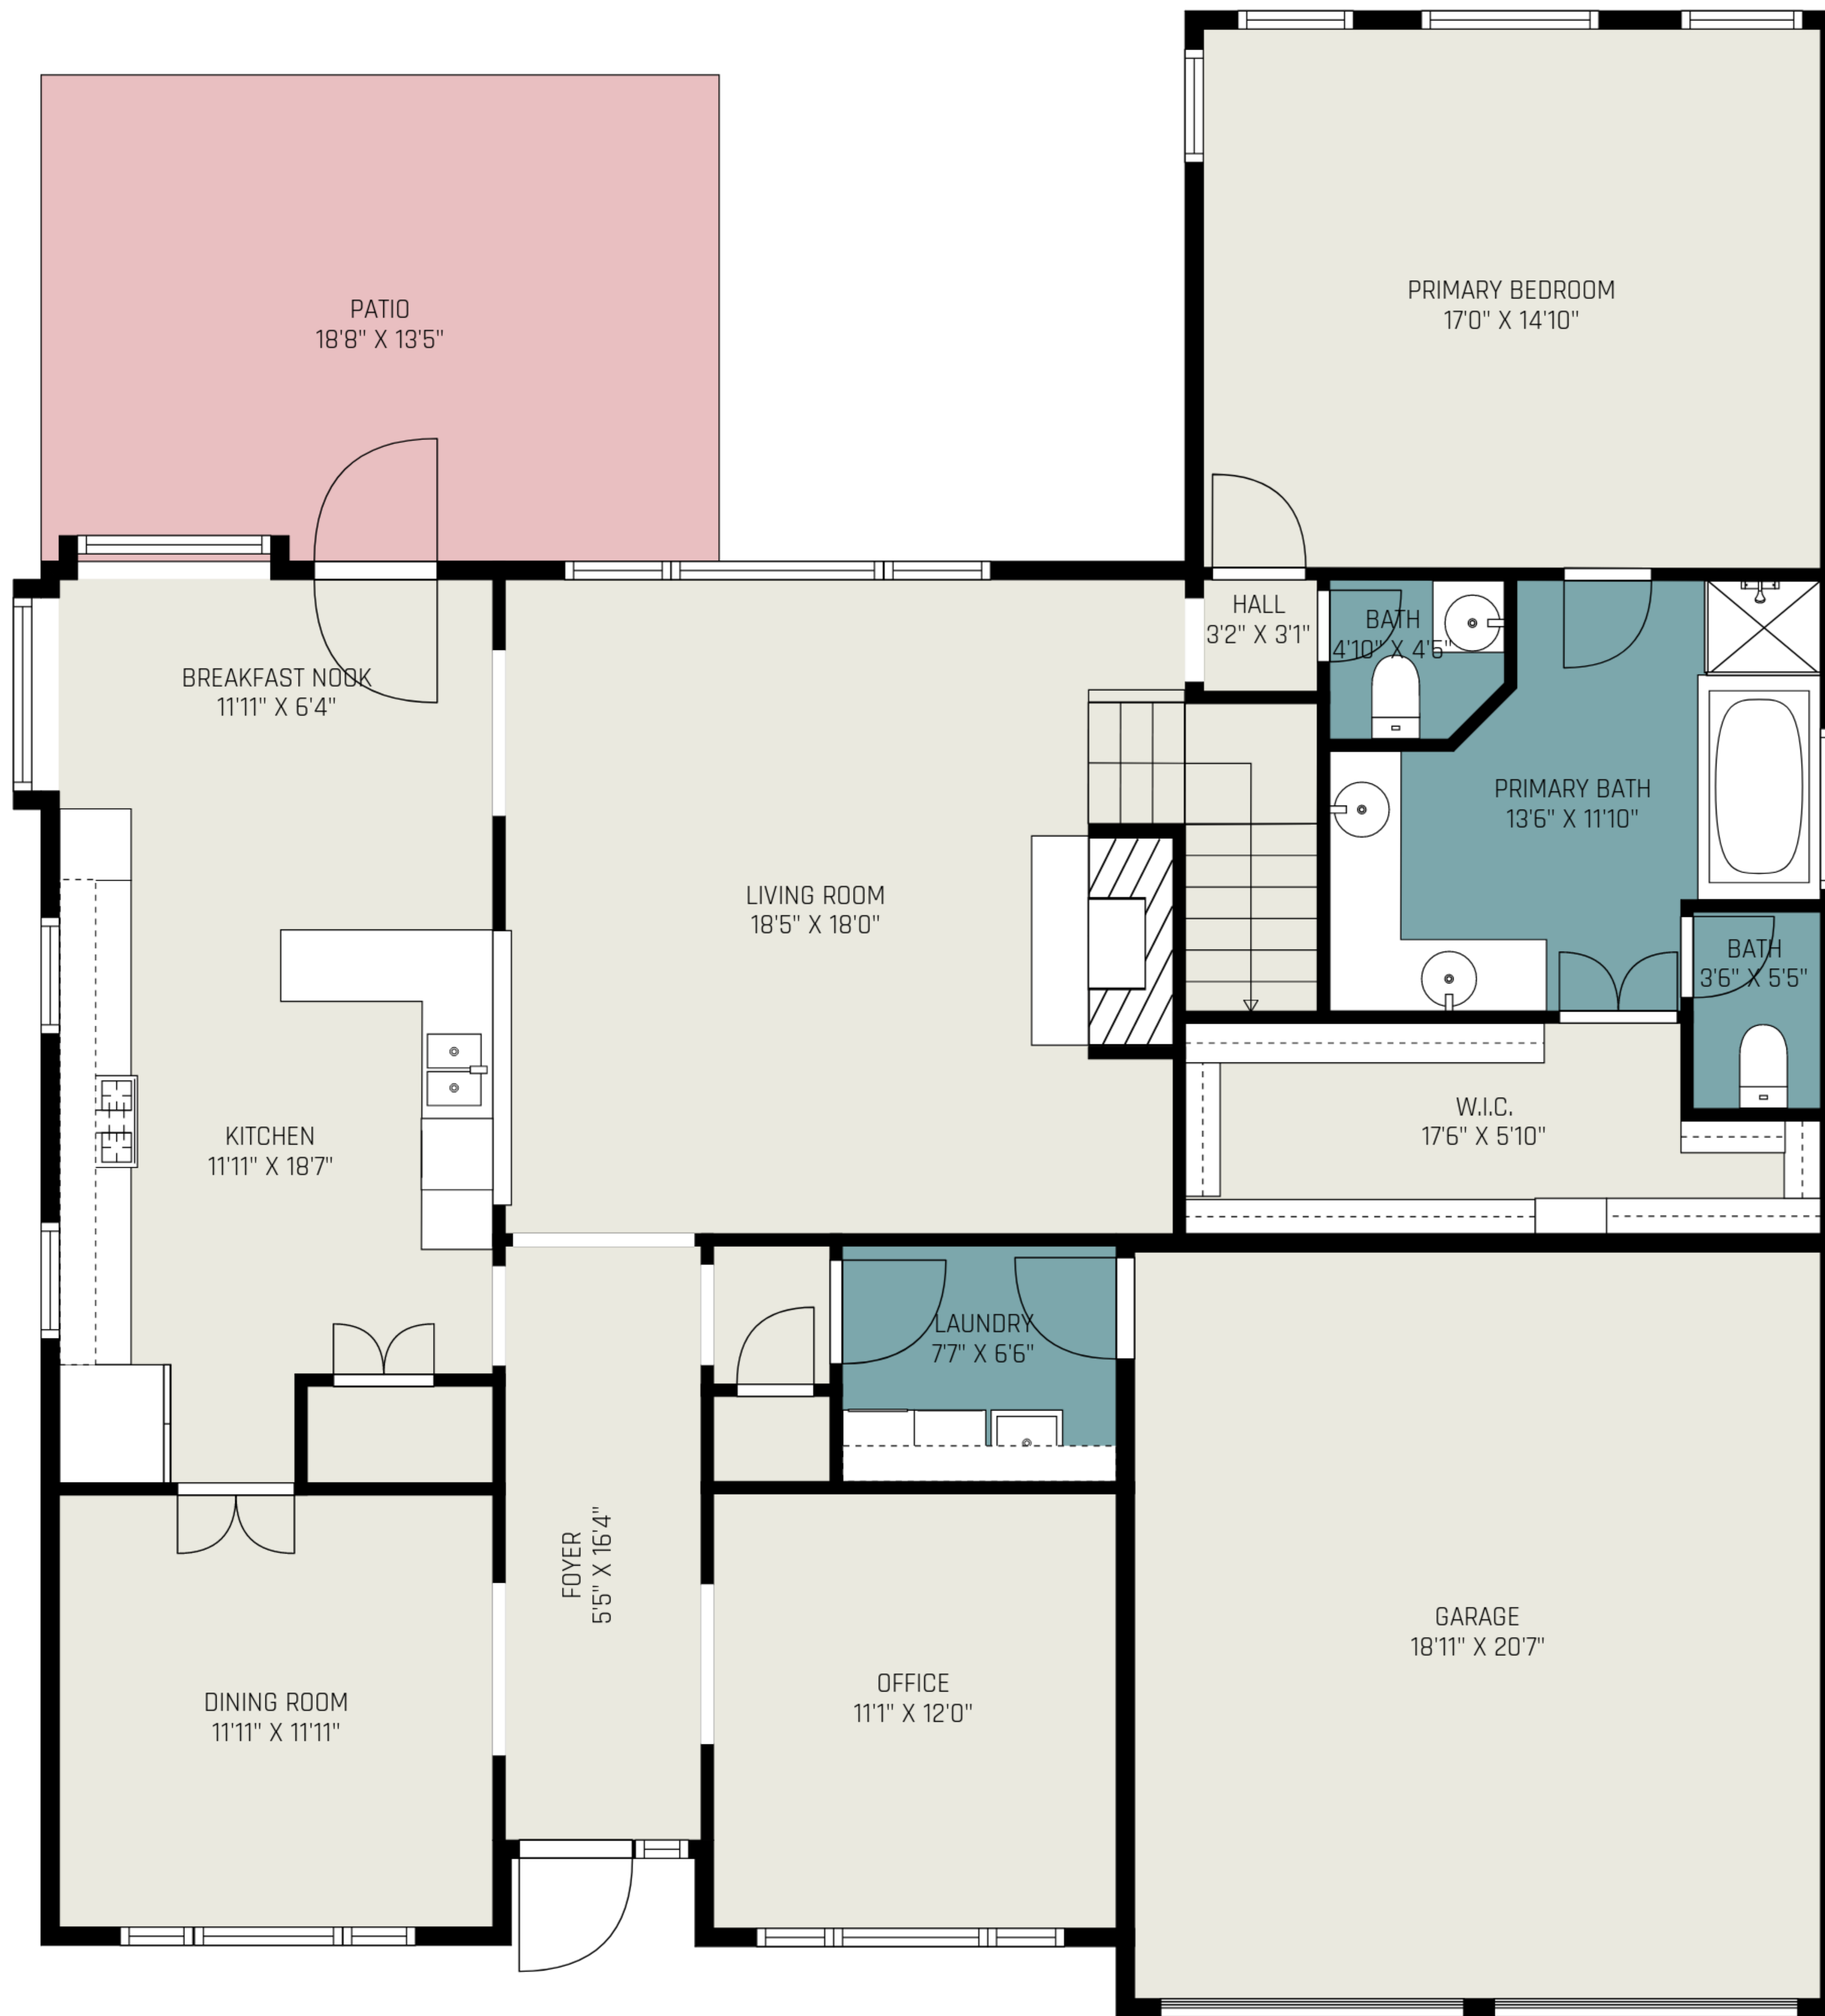 PATIO
18'8" X 13'5"
PRIMARY BEDROOM
17'0" X 14'10"
HALL
3'2" X 3'1"
BATH
4'10" X 4'5"
BREAKFAST NOOK
11'11" X 6'4"
PRIMARY BATH
13'6" X 11'10"
LIVING ROOM
18'5" X 18'0"
BATH
3'6" X 5'5"
KITCHEN
11'11" X 18'7"
W.I.C.
17'6" X 5'10"
LAUNDRY
7'7" X 6'6"
FOYER
5'5" X 16'4"
GARAGE
18'11" X 20'7"
OFFICE
11'1" X 12'0"
DINING ROOM
11'11" X 11'11"